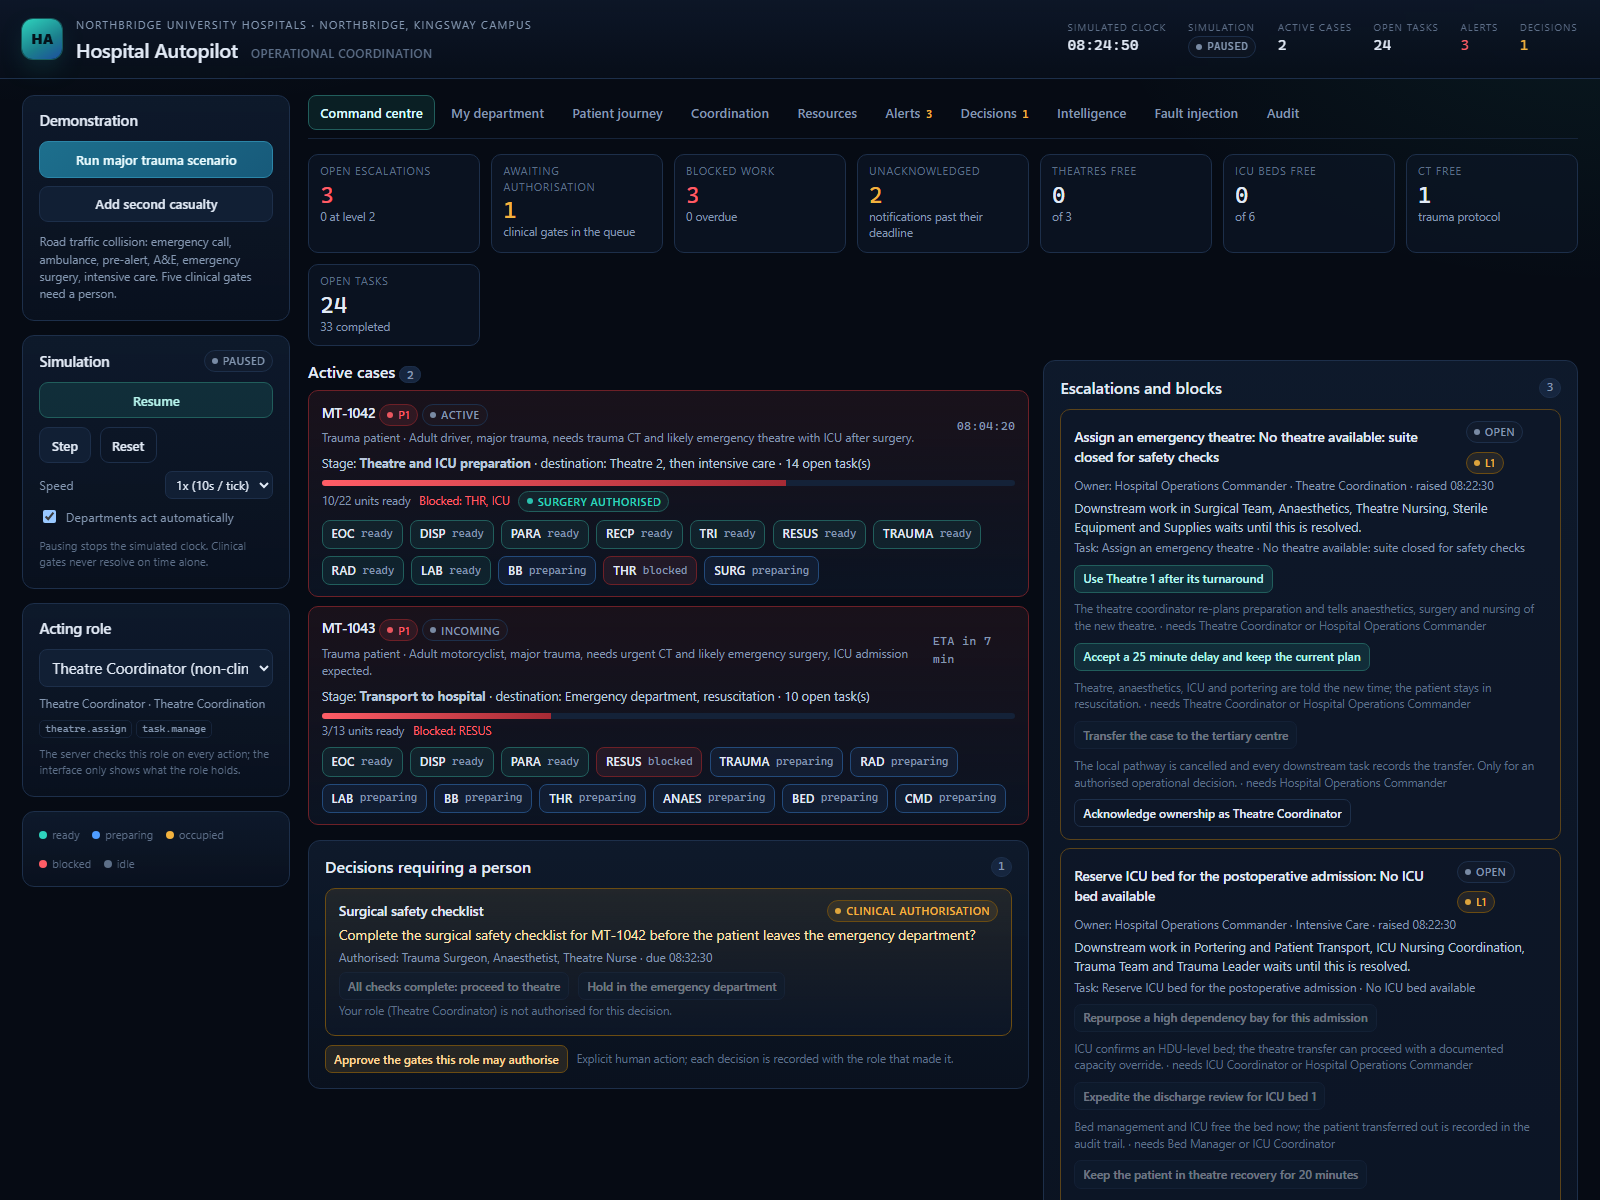 HA
NORTHBRIDGE UNIVERSITY HOSPITALS · NORTHBRIDGE, KINGSWAY CAMPUS
Hospital Autopilot OPERATIONAL COORDINATION
SIMULATED CLOCK
08:24:50
SIMULATION
PAUSED
ACTIVE CASES
2
OPEN TASKS
24
ALERTS
3
DECISIONS
1
Demonstration
Run major trauma scenario
Add second casualty
Road traffic collision: emergency call,
ambulance, pre-alert, A&E, emergency
surgery, intensive care. Five clinical gates
need a person.
Simulation PAUSED
Resume
Step Reset
Speed 1x (10s / tick)
Departments act automatically
Pausing stops the simulated clock. Clinical
gates never resolve on time alone.
Acting role
Theatre Coordinator (non-clin
Theatre Coordinator · Theatre Coordination
theatre.assign task.manage
The server checks this role on every action; the
interface only shows what the role holds.
ready preparing occupied
blocked idle
Command centre My department Patient journey Coordination Resources Alerts 3 Decisions 1 Intelligence Fault injection Audit
OPEN ESCALATIONS
3
0 at level 2
AWAITING
AUTHORISATION
1
clinical gates in the queue
BLOCKED WORK
3
0 overdue
UNACKNOWLEDGED
2
notifications past their
deadline
THEATRES FREE
0
of 3
ICU BEDS FREE
0
of 6
CT FREE
1
trauma protocol
OPEN TASKS
24
33 completed
Active cases 2
MT-1042 P1 ACTIVE
08:04:20
Trauma patient · Adult driver, major trauma, needs trauma CT and likely emergency theatre with ICU after surgery.
Stage: Theatre and ICU preparation · destination: Theatre 2, then intensive care · 14 open task(s)
10/22 units ready Blocked: THR, ICU SURGERY AUTHORISED
EOC ready DISP ready PARA ready RECP ready TRI ready RESUS ready TRAUMA ready
RAD ready LAB ready BB preparing THR blocked SURG preparing
MT-1043 P1 INCOMING
ETA in 7
min
Trauma patient · Adult motorcyclist, major trauma, needs urgent CT and likely emergency surgery, ICU admission
expected.
Stage: Transport to hospital · destination: Emergency department, resuscitation · 10 open task(s)
3/13 units ready Blocked: RESUS
EOC ready DISP ready PARA ready RESUS blocked TRAUMA preparing RAD preparing
LAB preparing BB preparing THR preparing ANAES preparing BED preparing CMD preparing
Decisions requiring a person 1
Surgical safety checklist CLINICAL AUTHORISATION
Complete the surgical safety checklist for MT-1042 before the patient leaves the emergency department?
Authorised: Trauma Surgeon, Anaesthetist, Theatre Nurse · due 08:32:30
All checks complete: proceed to theatre Hold in the emergency department
Your role (Theatre Coordinator) is not authorised for this decision.
Approve the gates this role may authorise Explicit human action; each decision is recorded with the role that made it.
Escalations and blocks 3
Assign an emergency theatre: No theatre available: suite
closed for safety checks
OPEN
L1
Owner: Hospital Operations Commander · Theatre Coordination · raised 08:22:30
Downstream work in Surgical Team, Anaesthetics, Theatre Nursing, Sterile
Equipment and Supplies waits until this is resolved.
Task: Assign an emergency theatre · No theatre available: suite closed for safety checks
Use Theatre 1 after its turnaround
The theatre coordinator re-plans preparation and tells anaesthetics, surgery and nursing of
the new theatre. · needs Theatre Coordinator or Hospital Operations Commander
Accept a 25 minute delay and keep the current plan
Theatre, anaesthetics, ICU and portering are told the new time; the patient stays in
resuscitation. · needs Theatre Coordinator or Hospital Operations Commander
Transfer the case to the tertiary centre
The local pathway is cancelled and every downstream task records the transfer. Only for an
authorised operational decision. · needs Hospital Operations Commander
Acknowledge ownership as Theatre Coordinator
Reserve ICU bed for the postoperative admission: No ICU
bed available
OPEN
L1
Owner: Hospital Operations Commander · Intensive Care · raised 08:22:30
Downstream work in Portering and Patient Transport, ICU Nursing Coordination,
Trauma Team and Trauma Leader waits until this is resolved.
Task: Reserve ICU bed for the postoperative admission · No ICU bed available
Repurpose a high dependency bay for this admission
ICU confirms an HDU-level bed; the theatre transfer can proceed with a documented
capacity override. · needs ICU Coordinator or Hospital Operations Commander
Expedite the discharge review for ICU bed 1
Bed management and ICU free the bed now; the patient transferred out is recorded in the
audit trail. · needs Bed Manager or ICU Coordinator
Keep the patient in theatre recovery for 20 minutes